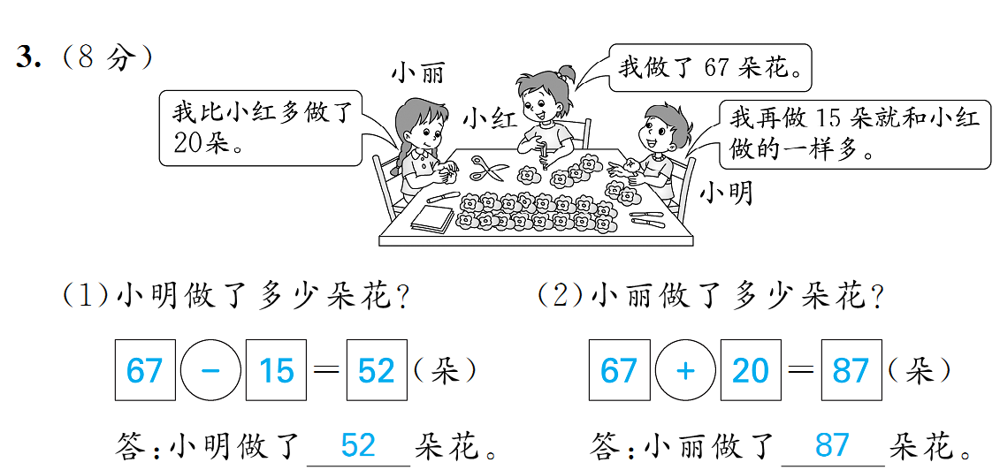 3.（8 分）
小丽
我做了 67 朵花。
我比小红多做了
20朵。
小红
我再做 15 朵就和小红
做的一样多。
小明
（1）小明做了多少朵花？
67 - 15 = 52（朵）
答：小明做了 52 朵花。
（2）小丽做了多少朵花？
67 + 20 = 87（朵）
答：小丽做了 87 朵花。